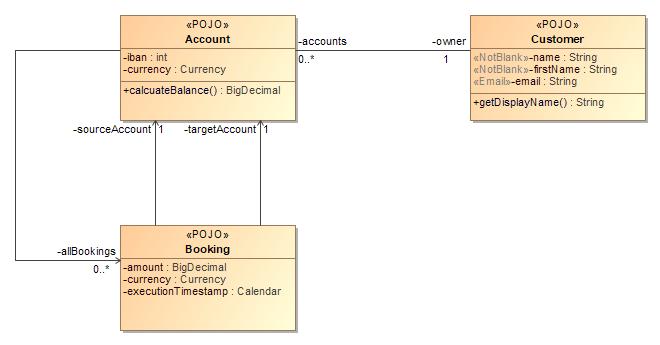 «POJO»
Account
-iban : int
-currency : Currency
+calcuateBalance() : BigDecimal
-accounts
0..*
-owner
1
«POJO»
Customer
«NotBlank»-name : String
«NotBlank»-firstName : String
«Email»-email : String
+getDisplayName() : String
-sourceAccount 1
-targetAccount 1
-allBookings
0..*
«POJO»
Booking
-amount : BigDecimal
-currency : Currency
-executionTimestamp : Calendar